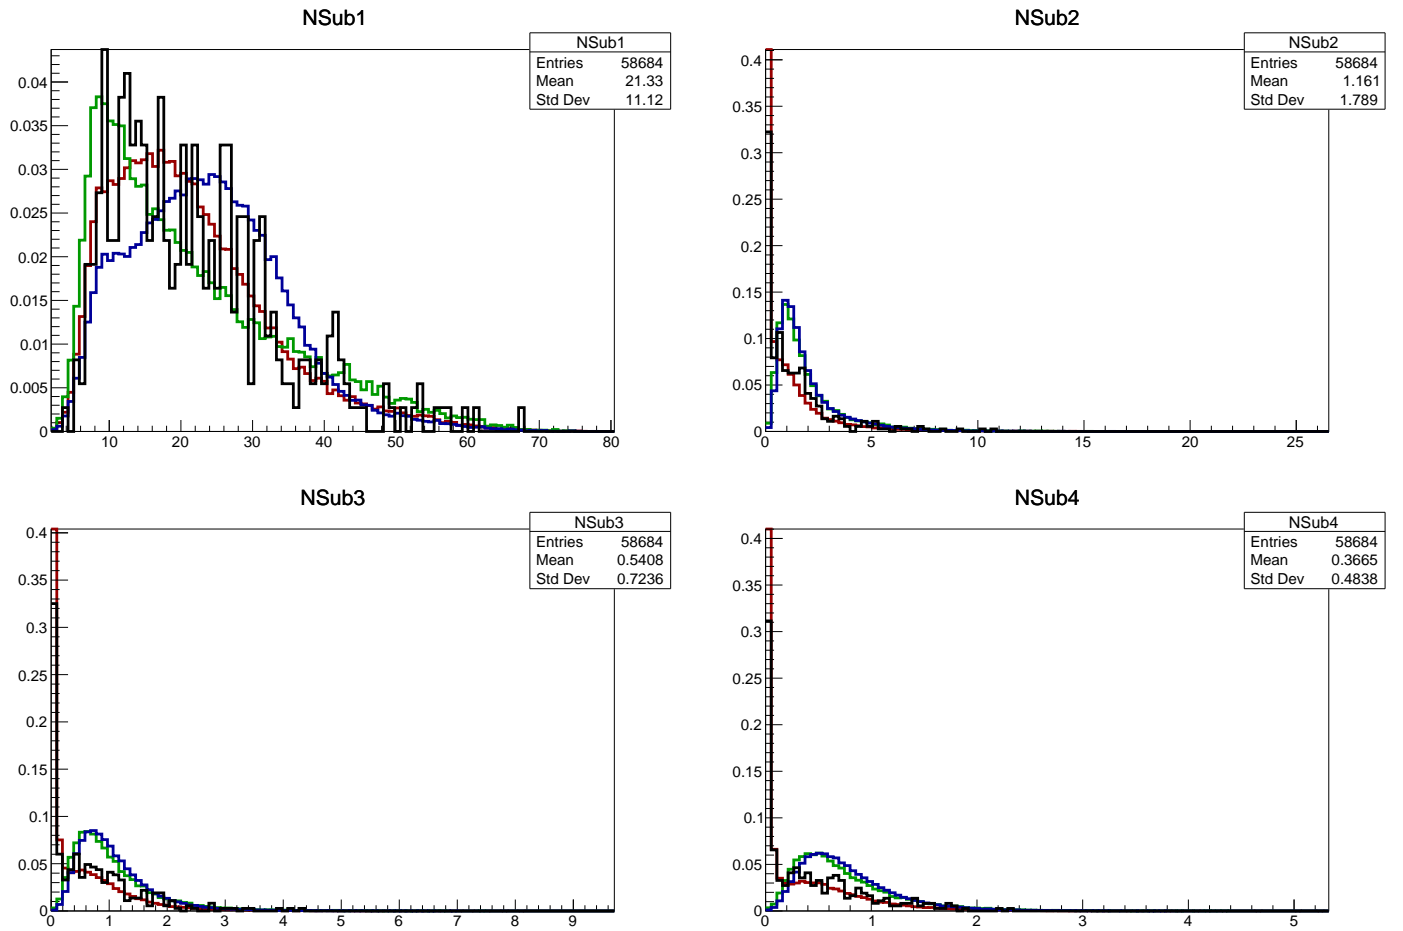 NSub1
NSub1
Entries 58684
Mean 21.33
Std Dev 11.12
0.04
0.035
0.03
0.025
0.02
0.015
0.01
0.005
0
10 20 30 40 50 60 70 80
NSub2
NSub2
Entries 58684
Mean 1.161
Std Dev 1.789
0.4
0.35
0.3
0.25
0.2
0.15
0.1
0.05
0
0 5 10 15 20 25
NSub3
NSub3
Entries 58684
Mean 0.5408
Std Dev 0.7236
0.4
0.35
0.3
0.25
0.2
0.15
0.1
0.05
0
0 1 2 3 4 5 6 7 8 9
NSub4
NSub4
Entries 58684
Mean 0.3665
Std Dev 0.4838
0.4
0.35
0.3
0.25
0.2
0.15
0.1
0.05
0
0 1 2 3 4 5